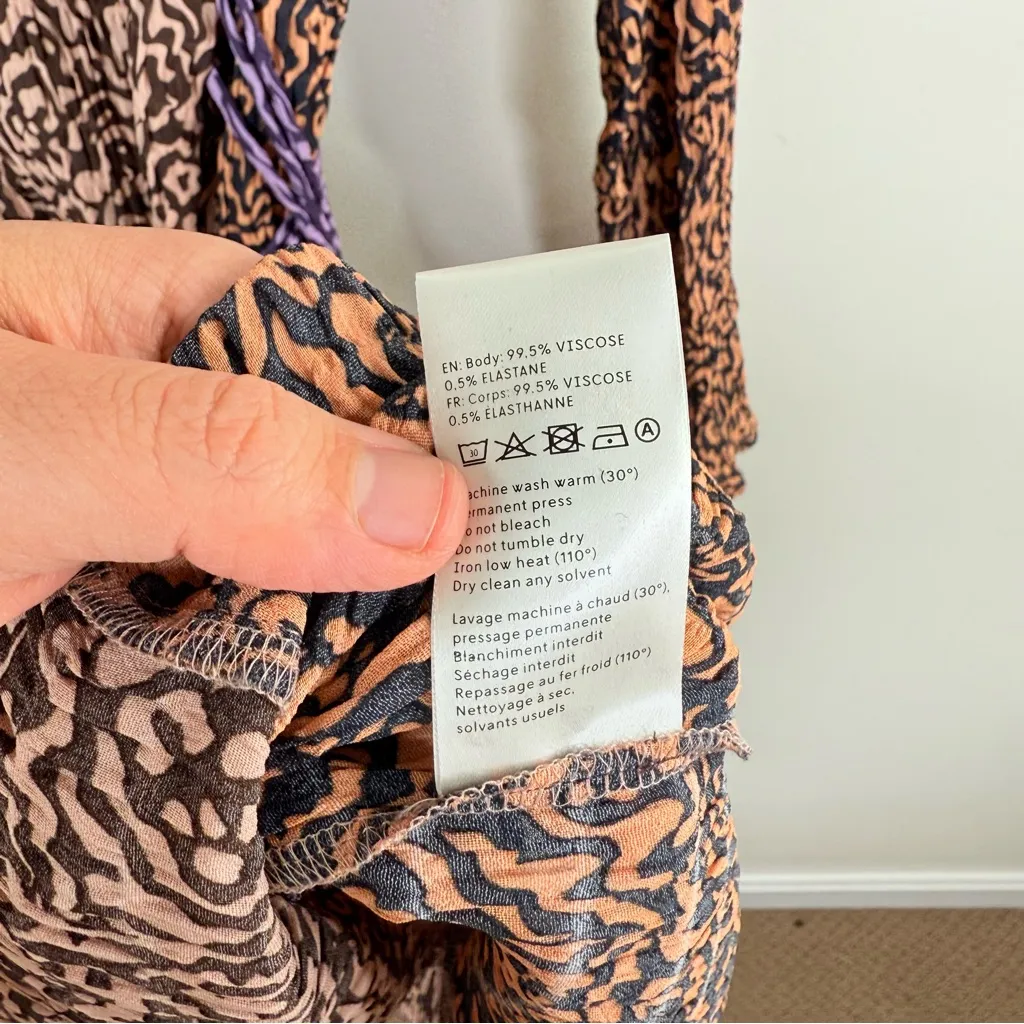 EN: Body: 99.5% VISCOSE
0.5% ELASTANE
FR: Corps: 99.5% VISCOSE
0.5% ÉLASTHANNE
30 A
achine wash warm (30°)
ermanent press
o not bleach
Do not tumble dry
Iron low heat (110°)
Dry clean any solvent
Lavage machine à chaud (30°),
pressage permanente
Blanchiment interdit
Séchage interdit
Repassage au fer froid (110°)
Nettoyage à sec,
solvants usuels